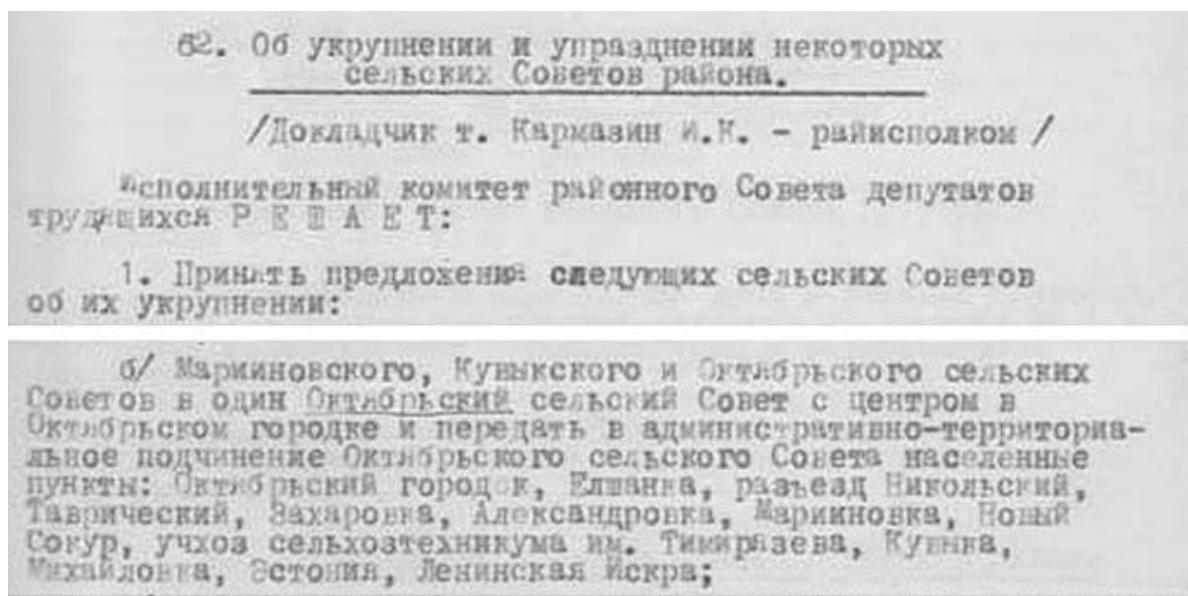 62. Об укрупнении и упразднении некоторых
сельских Советов района.
/Докладчик т. Кармазин И.К. - райисполком /
Исполнительный комитет районного Совета депутатов
трудящихся Р Е Ш А Е Т:
1. Принять предложения следующих сельских Советов
об их укрупнении:
б/ Марииновского, Кувыкского и Октябрьского сельских
Советов в один Октябрьский сельский Совет с центром в
Октябрьском городке и передать в административно-территориа-
льное подчинение Октябрьского сельского Совета населенные
пункты: Октябрьский городок, Елшанка, разъезд Никольский,
Таврический, Захаровка, Александровка, Марииновка, Новый
Сокур, учхоз сельхозтехникума им. Тимирязева, Кувыка,
Михайловка, Эстония, Ленинская Искра;